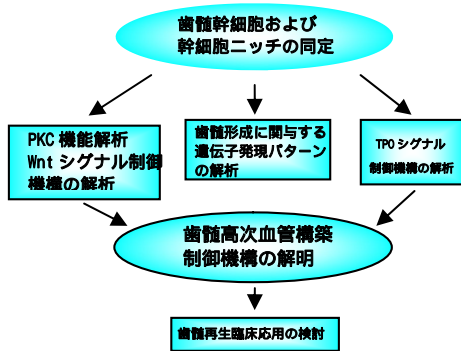 歯髄幹細胞および
幹細胞ニッチの同定
PKC 機能解析
Wnt シグナル制御
機構の解析
歯髄形成に関与する
遺伝子発現パターン
の解析
TPO シグナル
制御機構の解析
歯髄高次血管構築
制御機構の解明
歯髄再生臨床応用の検討